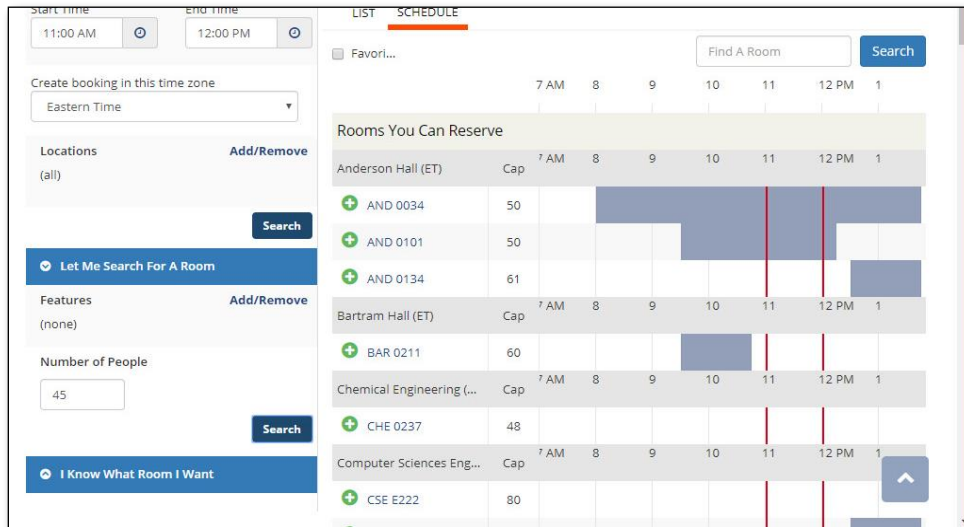 Start Time End Time
11:00 AM 12:00 PM
Create booking in this time zone
Eastern Time
Locations Add/Remove
(all)
Search
Let Me Search For A Room
Features Add/Remove
(none)
Number of People
45
Search
I Know What Room I Want
LIST SCHEDULE
Favori...
Find A Room Search
7 AM 8 9 10 11 12 PM 1
Rooms You Can Reserve
Anderson Hall (ET) Cap 7 AM 8 9 10 11 12 PM 1
AND 0034 50
AND 0101 50
AND 0134 61
Bartram Hall (ET) Cap 7 AM 8 9 10 11 12 PM 1
BAR 0211 60
Chemical Engineering (... Cap 7 AM 8 9 10 11 12 PM 1
CHE 0237 48
Computer Sciences Eng... Cap 7 AM 8 9 10 11 12 PM 1
CSE E222 80